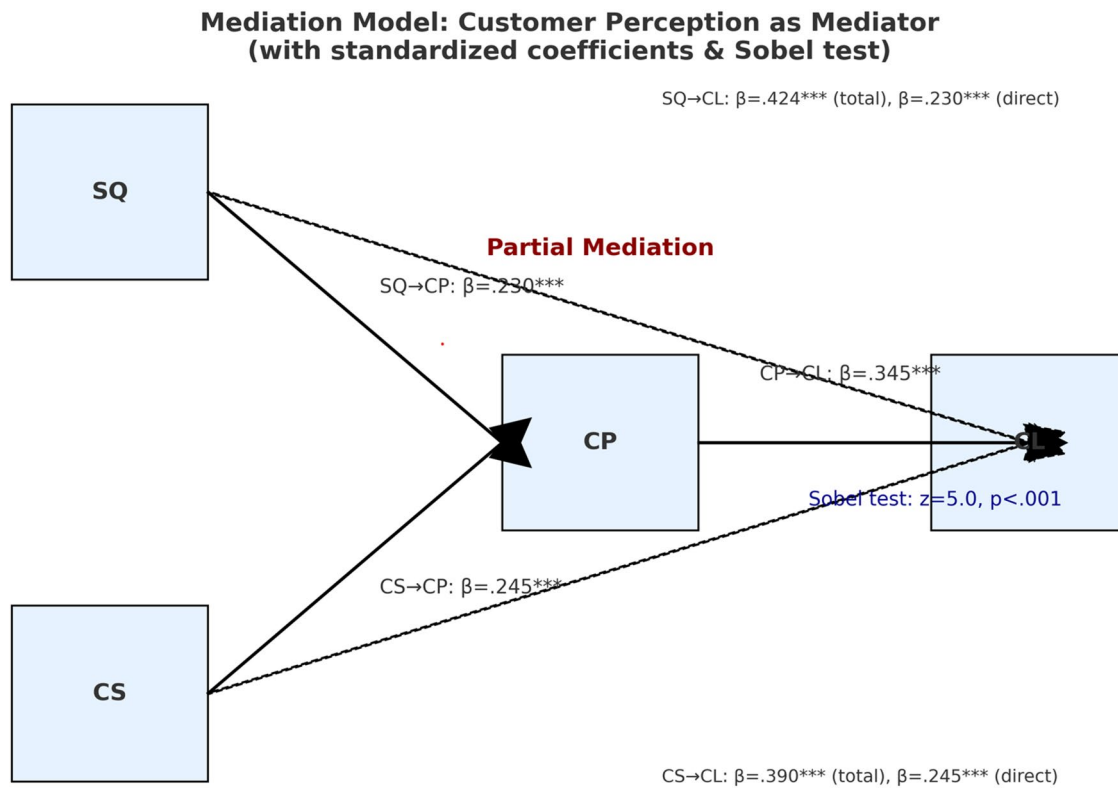 Mediation Model: Customer Perception as Mediator
(with standardized coefficients & Sobel test)
SQ→CL: β=.424*** (total), β=.230*** (direct)
SQ
Partial Mediation
SQ→CP: β=.230***
CP→CL: β=.345***
CP
CL
Sobel test: z=5.0, p<.001
CS→CP: β=.245***
CS
CS→CL: β=.390*** (total), β=.245*** (direct)